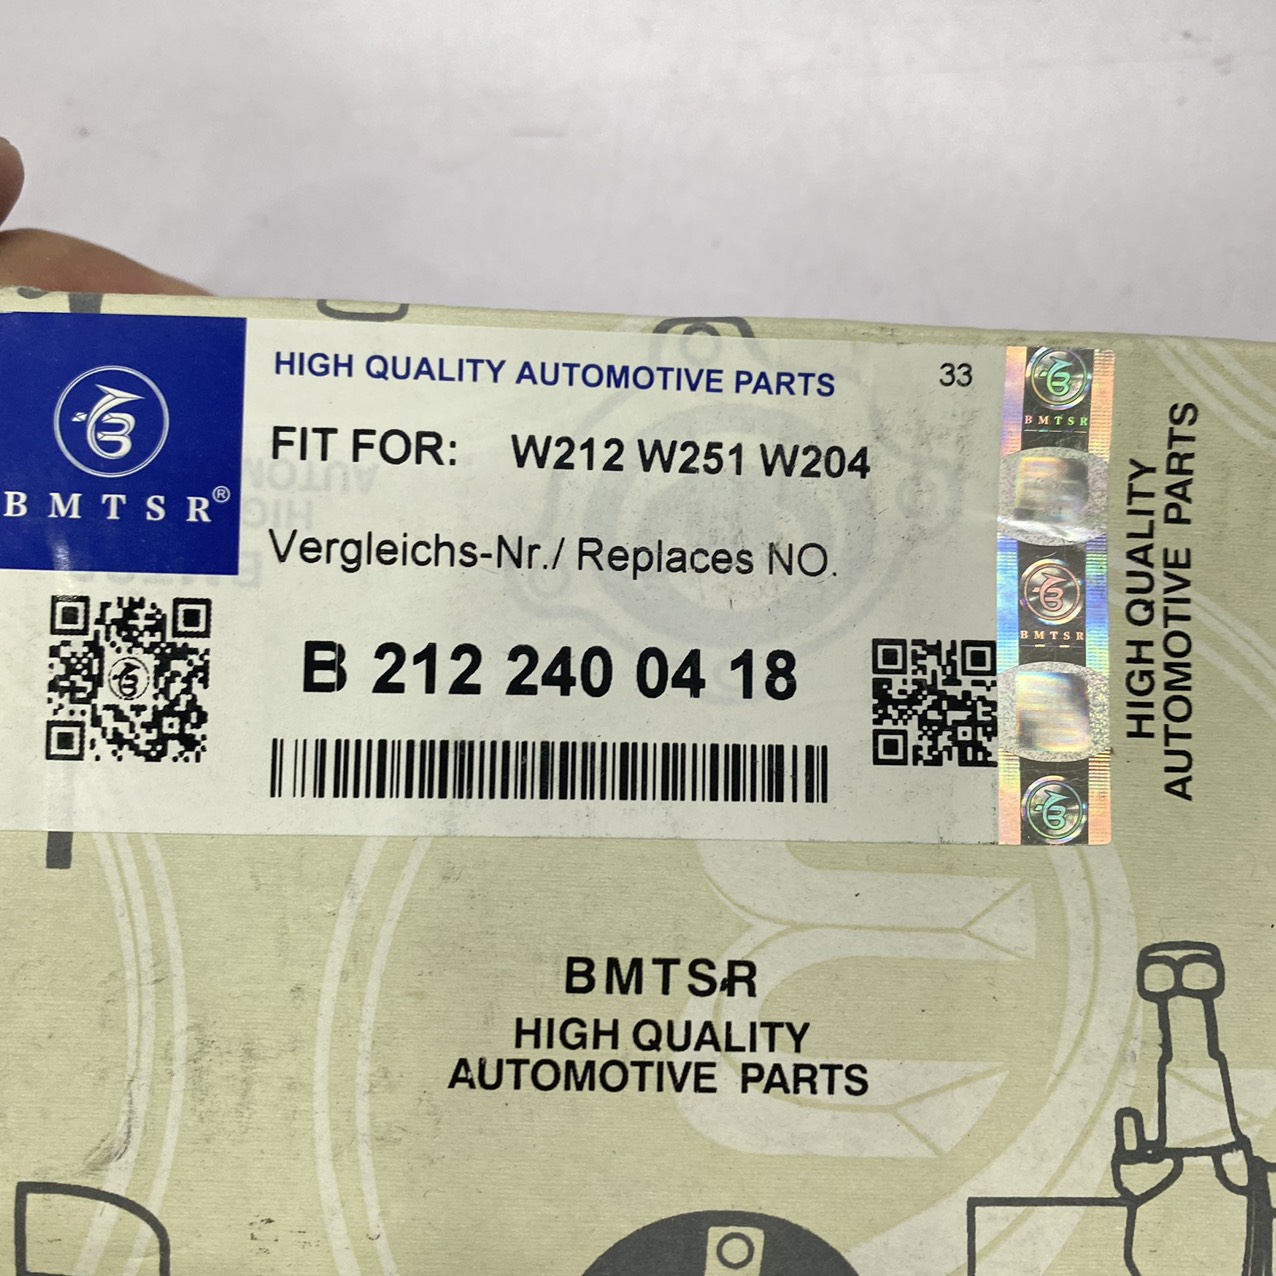 HIGH QUALITY AUTOMOTIVE PARTS
33
FIT FOR: W212 W251 W204
BMTSR®
Vergleichs-Nr./ Replaces NO.
B 212 240 04 18
BMTSR
BMTSR
HIGH QUALITY
AUTOMOTIVE PARTS
BMTSR
HIGH QUALITY
AUTOMOTIVE PARTS